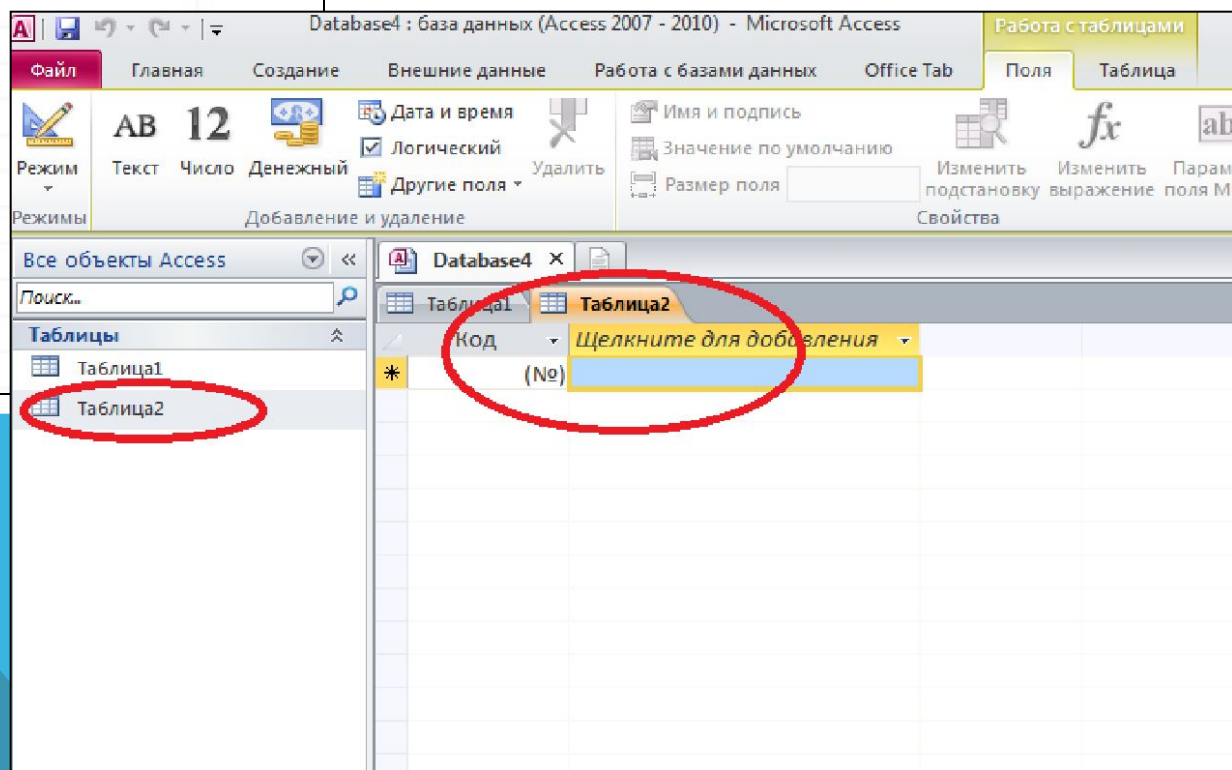 Database4 : база данных (Access 2007 - 2010) - Microsoft Access
Работа с таблицами
Файл Главная Создание Внешние данные Работа с базами данных Office Tab Поля Таблица
Режим
AB Текст
12 Число
Денежный
Дата и время
Логический
Другие поля
Удалить
Имя и подпись
Значение по умолчанию
Размер поля
Изменить подстановку
fx Изменить выражение
ab
Режимы Добавление и удаление Свойства
Все объекты Access
Database4
Поиск...
Таблица1 Таблица2
Таблицы
Код Щелкните для добавления
Таблица1
(№)
Таблица2